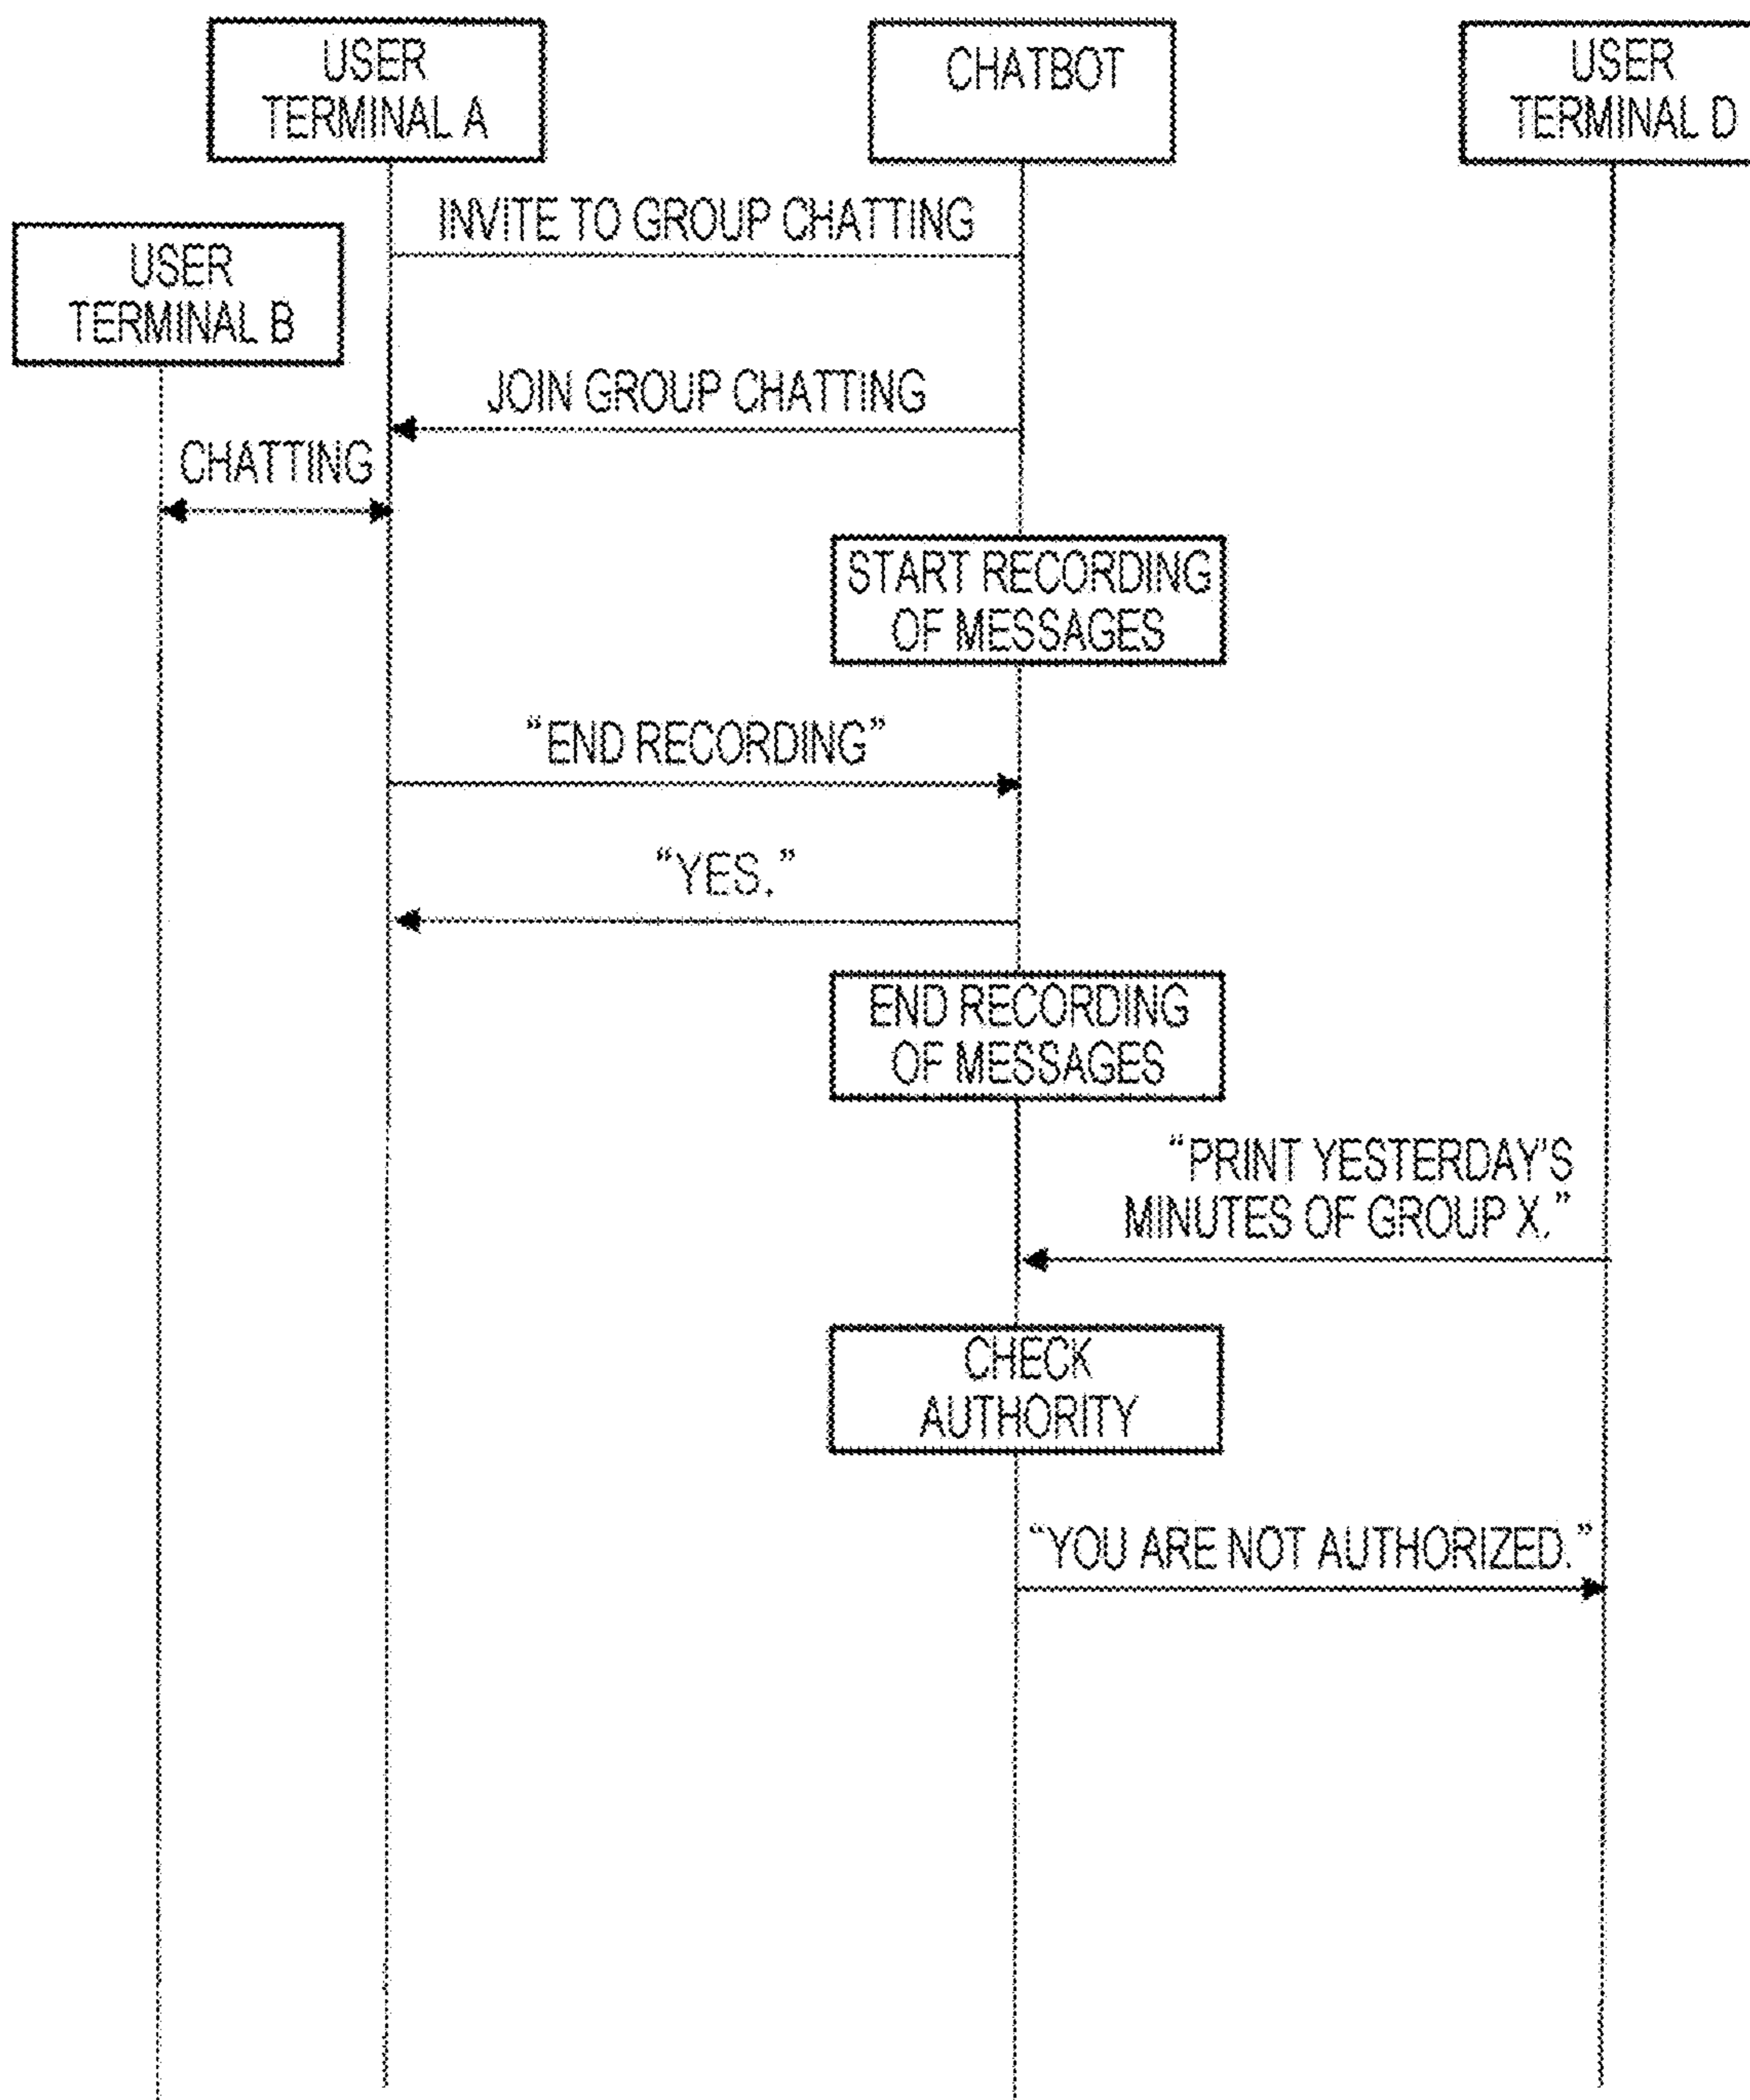 USER
TERMINAL A
CHATBOT
USER
TERMINAL D
INVITE TO GROUP CHATTING
USER
TERMINAL B
JOIN GROUP CHATTING
CHATTING
START RECORDING
OF MESSAGES
“END RECORDING”
“YES.”
END RECORDING
OF MESSAGES
“PRINT YESTERDAY'S
MINUTES OF GROUP X.”
CHECK
AUTHORITY
“YOU ARE NOT AUTHORIZED.”